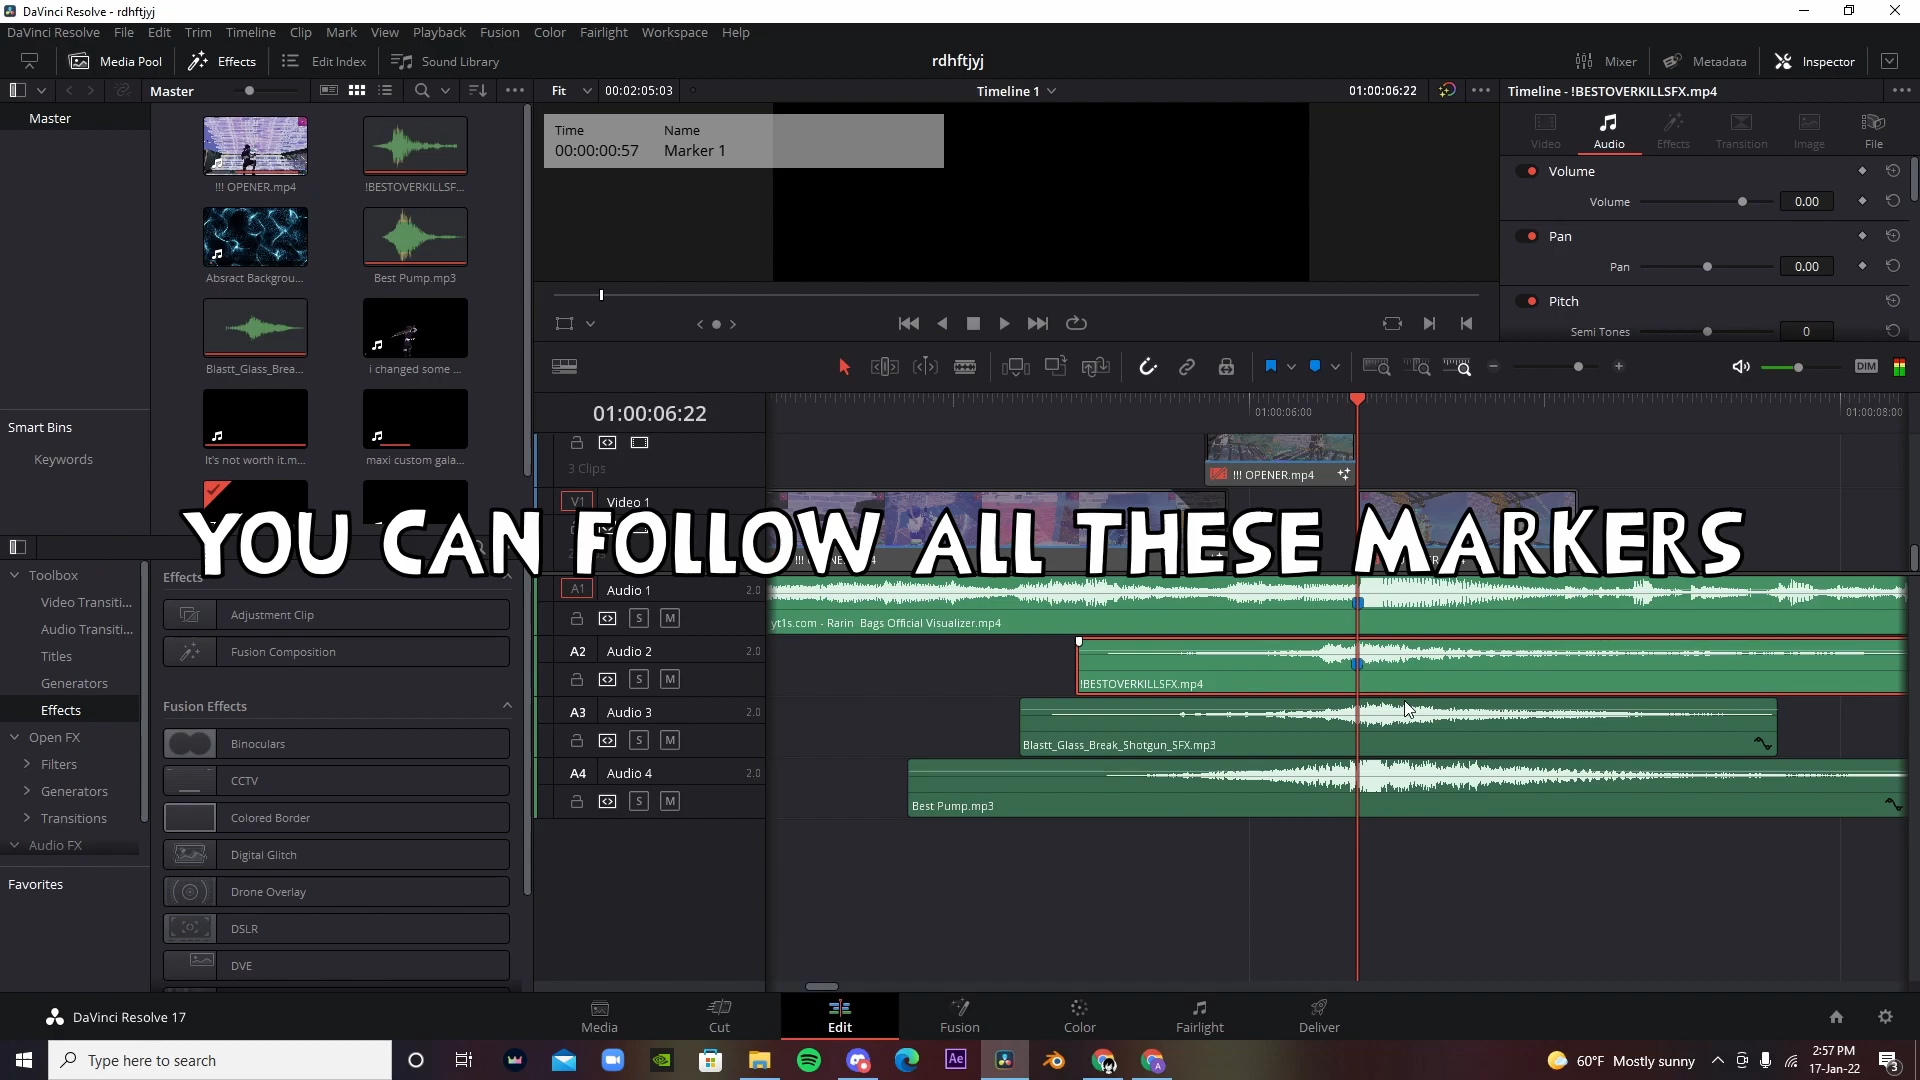 DaVinci Resolve - rdhftjyj
DaVinci Resolve File Edit Trim Timeline Clip Mark View Playback Fusion Color Fairlight Workspace Help
Media Pool Effects Edit Index Sound Library rdhftjyj Mixer Metadata Inspector
Master Fit 00:02:05:03 Timeline 1 01:00:06:22 Timeline - !BESTOVERKILLSFX.mp4
Master
Time Name
00:00:00:57 Marker 1
Video Audio Effects Transition Image File
!!! OPENER.mp4 !BESTOVERKILLSF...
Volume
Volume 0.00
Pan
Pan 0.00
Absract Backgrou... Best Pump.mp3
Pitch
Semi Tones 0
Blastt_Glass_Brea... i changed some ...
DIM
It's not worth it.m... maxi custom gala...
Smart Bins
Keywords
01:00:06:22
01:00:06:00 01:00:08:00
3 Clips
!!! OPENER.mp4
V1 Video 1
YOU CAN FOLLOW ALL THESE MARKERS
Toolbox
Video Transiti...
Audio Transiti...
Titles
Generators
Effects
Open FX
Filters
Generators
Transitions
Audio FX
Favorites
Effects
Adjustment Clip
Fusion Composition
Fusion Effects
Binoculars
CCTV
Colored Border
Digital Glitch
Drone Overlay
DSLR
DVE
A1 Audio 1 2.0
S M
yt1s.com - Rarin Bags Official Visualizer.mp4
A2 Audio 2 2.0
S M
!BESTOVERKILLSFX.mp4
A3 Audio 3 2.0
S M
Blastt_Glass_Break_Shotgun_SFX.mp3
A4 Audio 4 2.0
S M
Best Pump.mp3
DaVinci Resolve 17
Media Cut Edit Fusion Color Fairlight Deliver
Type here to search
Ae
60°F Mostly sunny
2:57 PM
17-Jan-22
3